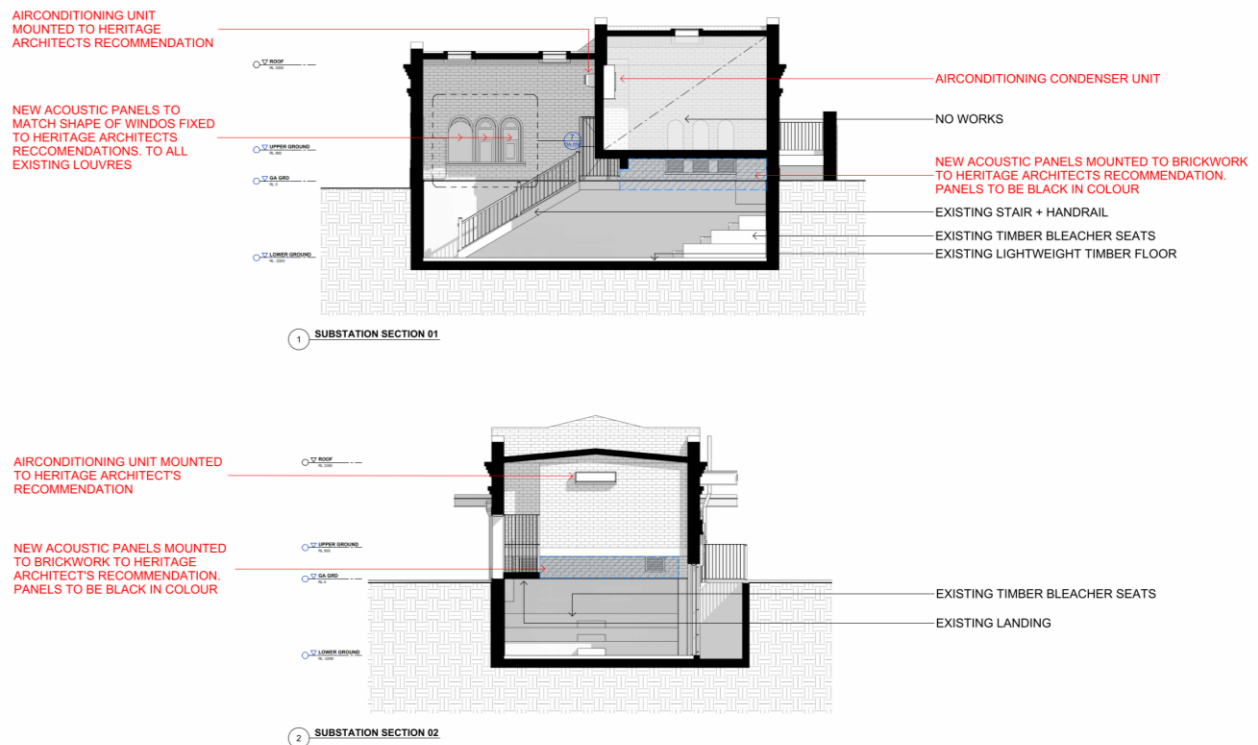 AIRCONDITIONING UNIT
MOUNTED TO HERITAGE
ARCHITECTS RECOMMENDATION
NEW ACOUSTIC PANELS TO
MATCH SHAPE OF WINDOS FIXED
TO HERITAGE ARCHITECTS
RECCOMENDATIONS. TO ALL
EXISTING LOUVRES
ROOF
UPPER GROUND
GA GRD
LOWER GROUND
7
AIRCONDITIONING CONDENSER UNIT
NO WORKS
NEW ACOUSTIC PANELS MOUNTED TO BRICKWORK
TO HERITAGE ARCHITECTS RECOMMENDATION.
PANELS TO BE BLACK IN COLOUR
EXISTING STAIR + HANDRAIL
EXISTING TIMBER BLEACHER SEATS
EXISTING LIGHTWEIGHT TIMBER FLOOR
1 SUBSTATION SECTION 01
AIRCONDITIONING UNIT MOUNTED
TO HERITAGE ARCHITECT'S
RECOMMENDATION
NEW ACOUSTIC PANELS MOUNTED
TO BRICKWORK TO HERITAGE
ARCHITECT'S RECOMMENDATION.
PANELS TO BE BLACK IN COLOUR
ROOF
UPPER GROUND
GA GRD
LOWER GROUND
EXISTING TIMBER BLEACHER SEATS
EXISTING LANDING
2 SUBSTATION SECTION 02